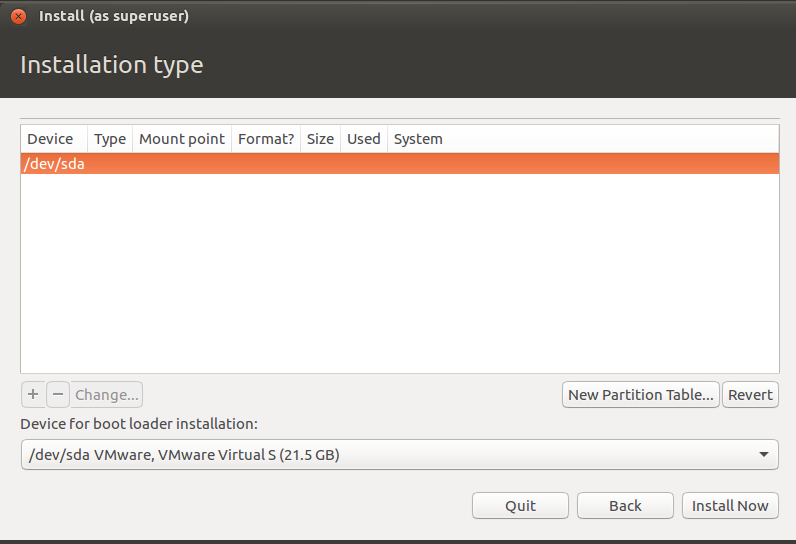 Install (as superuser)
Installation type
Device Type Mount point Format? Size Used System
/dev/sda
+ − Change... New Partition Table... Revert
Device for boot loader installation:
/dev/sda VMware, VMware Virtual S (21.5 GB)
Quit Back Install Now